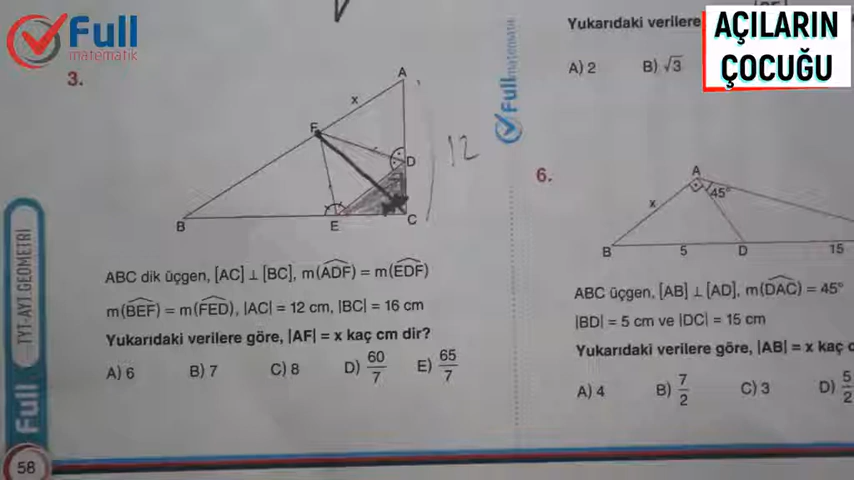 Full
matematik
AÇILARIN
ÇOCUĞU
TYT-AYT GEOMETRİ
Full
58
3.
A
x
F
D
B
E
C
12
ABC dik üçgen, [AC] ⊥ [BC], m(ADF) = m(EDF)
m(BEF) = m(FED), |AC| = 12 cm, |BC| = 16 cm
Yukarıdaki verilere göre, |AF| = x kaç cm dir?
A) 6 B) 7 C) 8 D) 60/7 E) 65/7
Full matematik
Yukarıdaki verilere
A) 2 B) √3
6.
A
45°
x
B
5
D
15
ABC üçgen, [AB] ⊥ [AD], m(DAC) = 45°
|BD| = 5 cm ve |DC| = 15 cm
Yukarıdaki verilere göre, |AB| = x kaç c
A) 4 B) 7/2 C) 3 D) 5/2